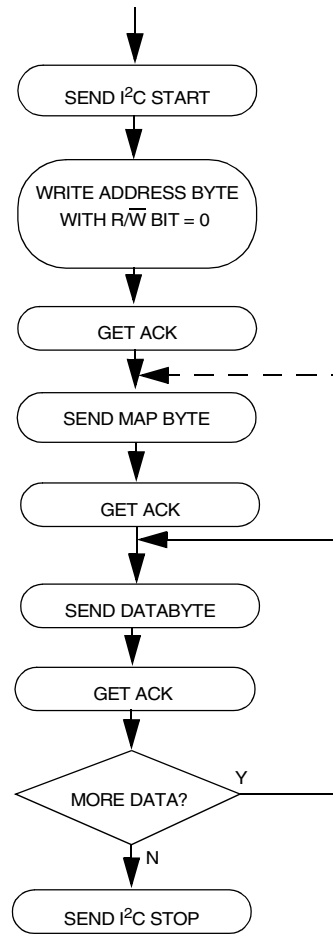 SEND I²C START
WRITE ADDRESS BYTE
WITH R/W̅ BIT = 0
GET ACK
SEND MAP BYTE
GET ACK
SEND DATABYTE
GET ACK
MORE DATA?
Y
N
SEND I²C STOP